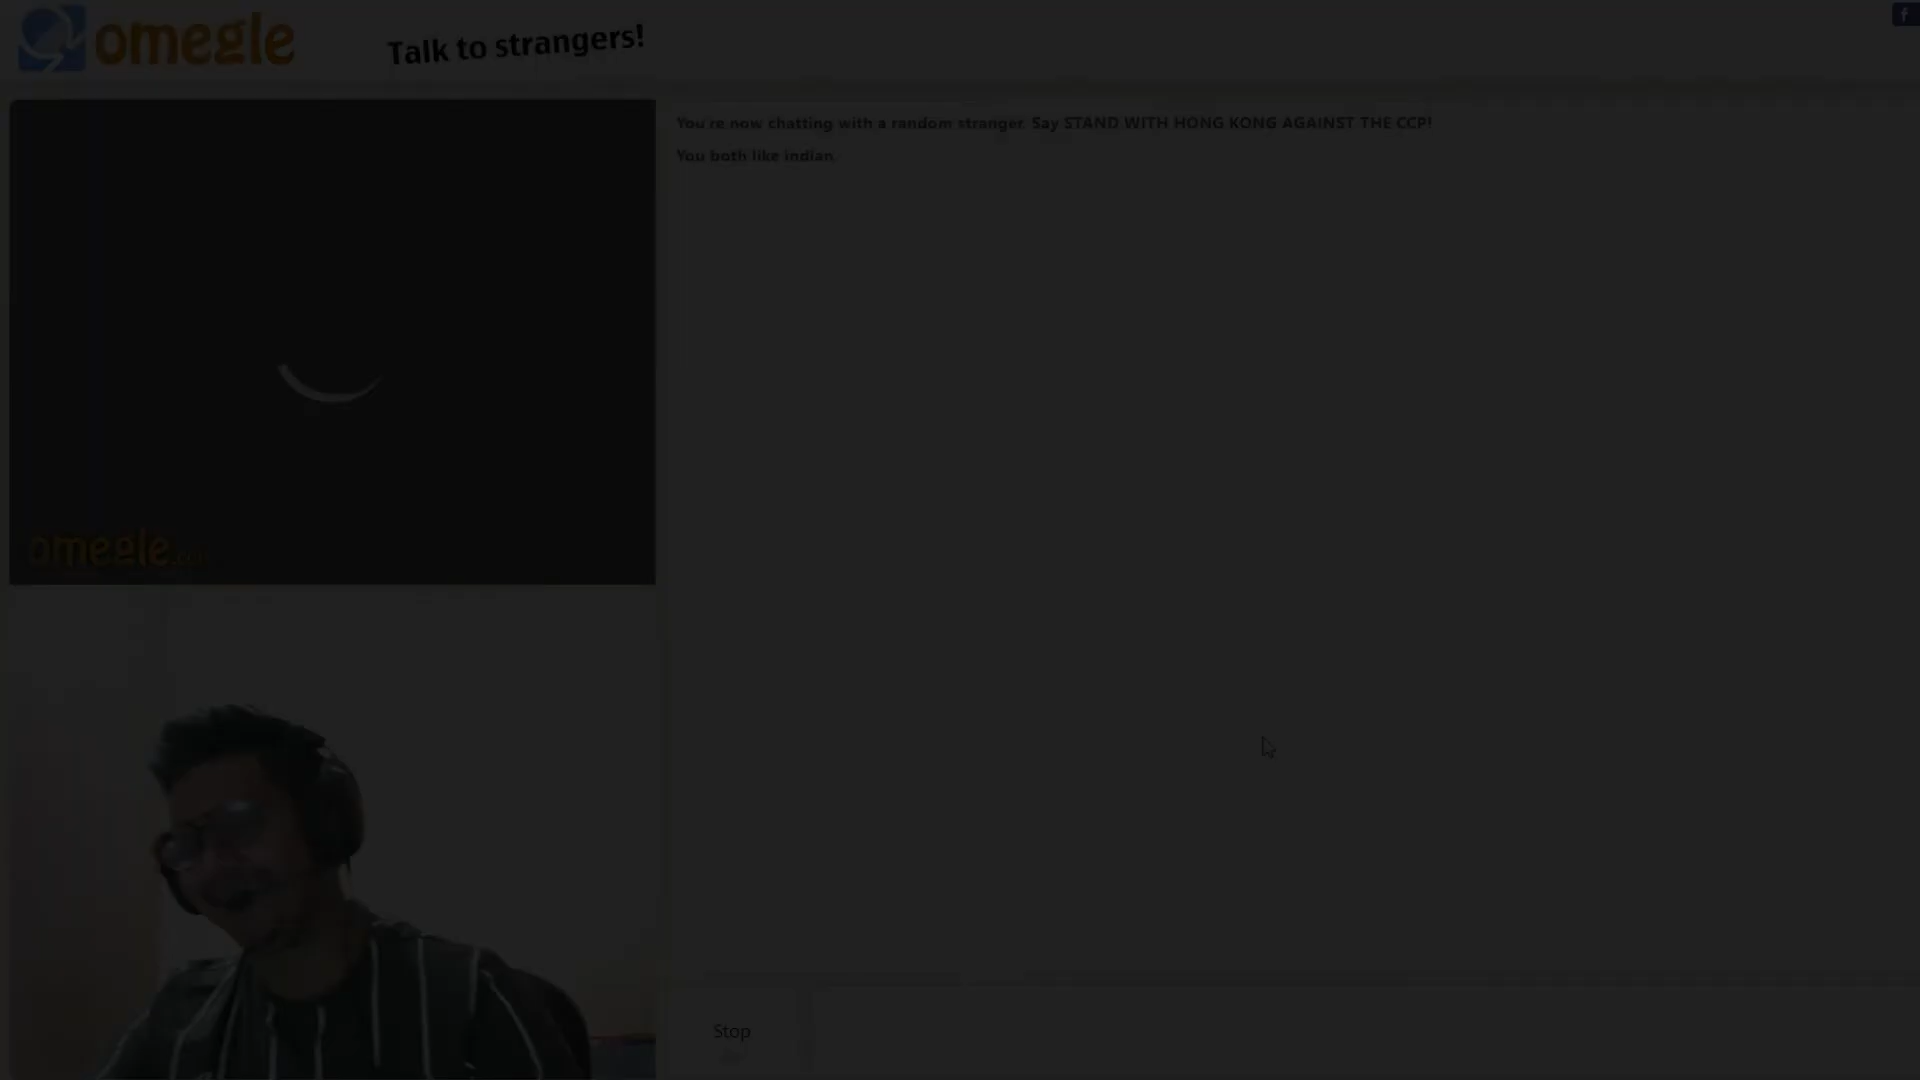 omegle
Talk to strangers!
You're now chatting with a random stranger. Say STAND WITH HONG KONG AGAINST THE CCP!
You both like indian.
omegle.com
Stop